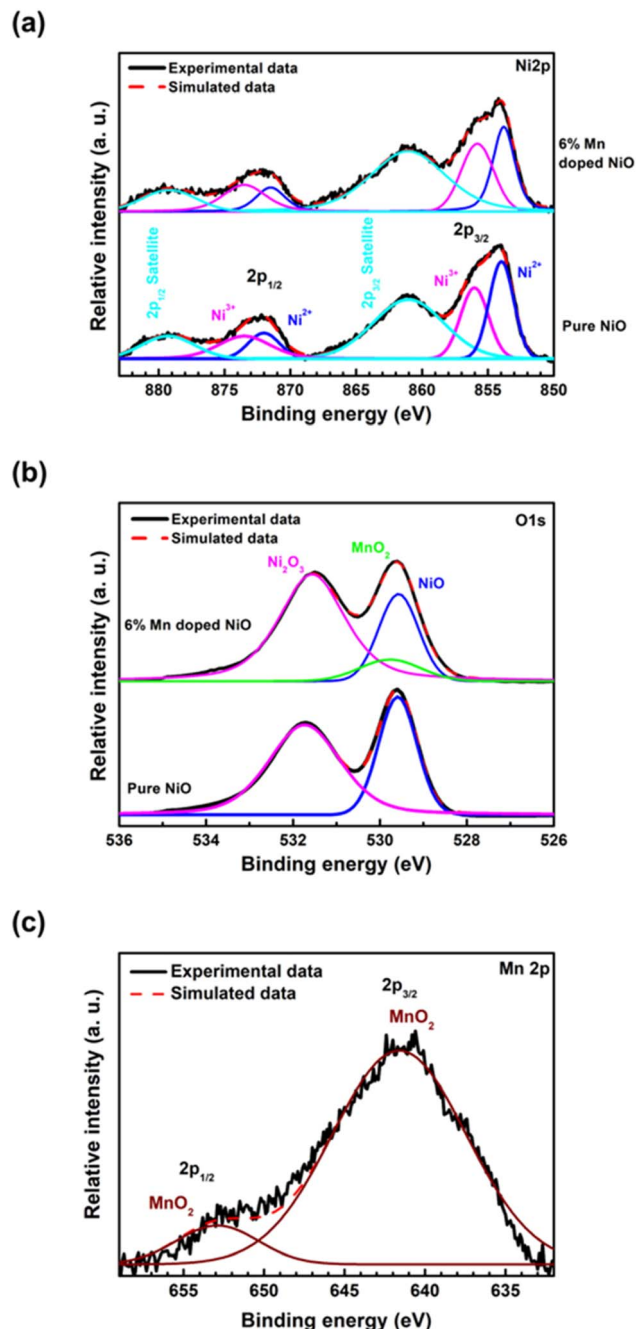 (a)
Experimental data
Simulated data
Ni2p
6% Mn
doped NiO
2p1/2 Satellite
2p1/2
2p3/2 Satellite
2p3/2
Ni3+
Ni2+
Ni3+
Ni2+
Pure NiO
Relative intensity (a. u.)
880 875 870 865 860 855 850
Binding energy (eV)
(b)
Experimental data
Simulated data
O1s
MnO2
Ni2O3
NiO
6% Mn doped NiO
Pure NiO
Relative intensity (a. u.)
536 534 532 530 528 526
Binding energy (eV)
(c)
Experimental data
Simulated data
Mn 2p
2p3/2
MnO2
2p1/2
MnO2
Relative intensity (a. u.)
655 650 645 640 635
Binding energy (eV)